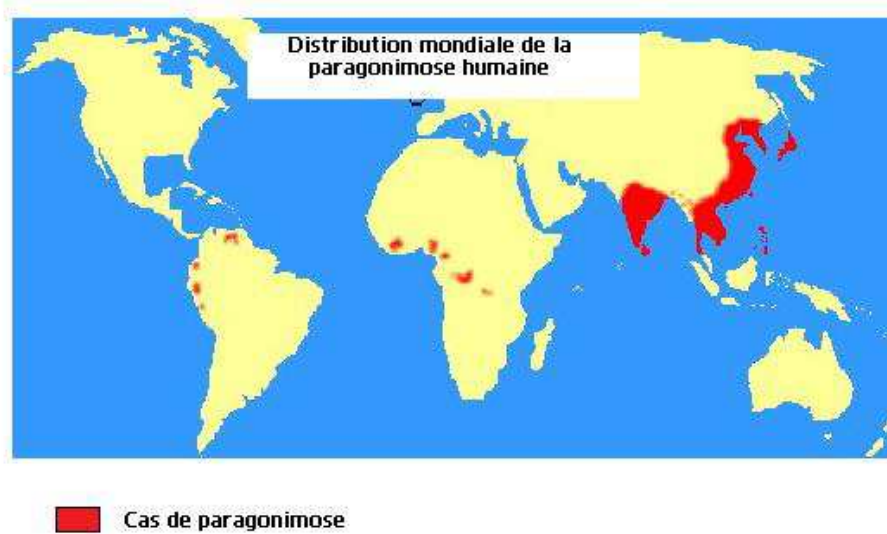 Distribution mondiale de la
paragonimose humaine
Cas de paragonimose